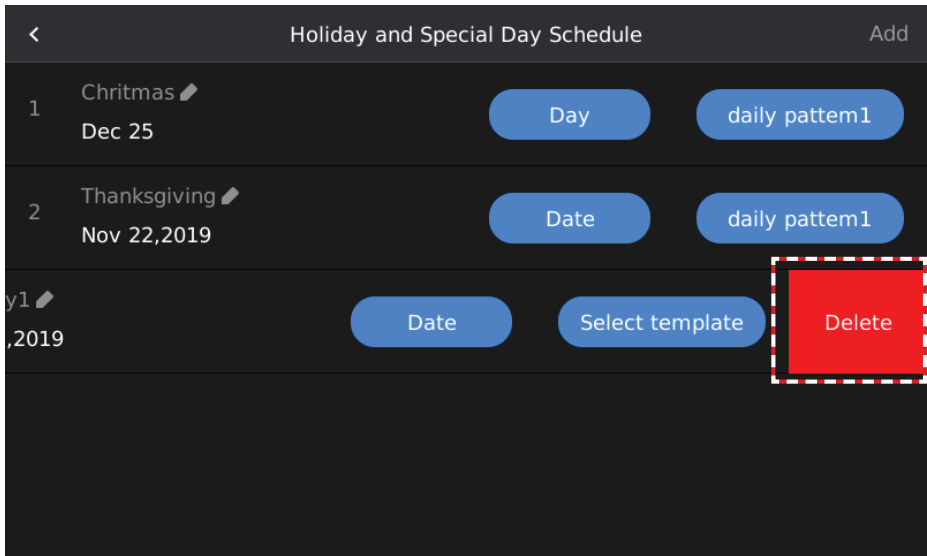 Holiday and Special Day Schedule Add
1 Chritmas
Dec 25
Day daily pattem1
2 Thanksgiving
Nov 22,2019
Date daily pattem1
y1
,2019
Date Select template Delete